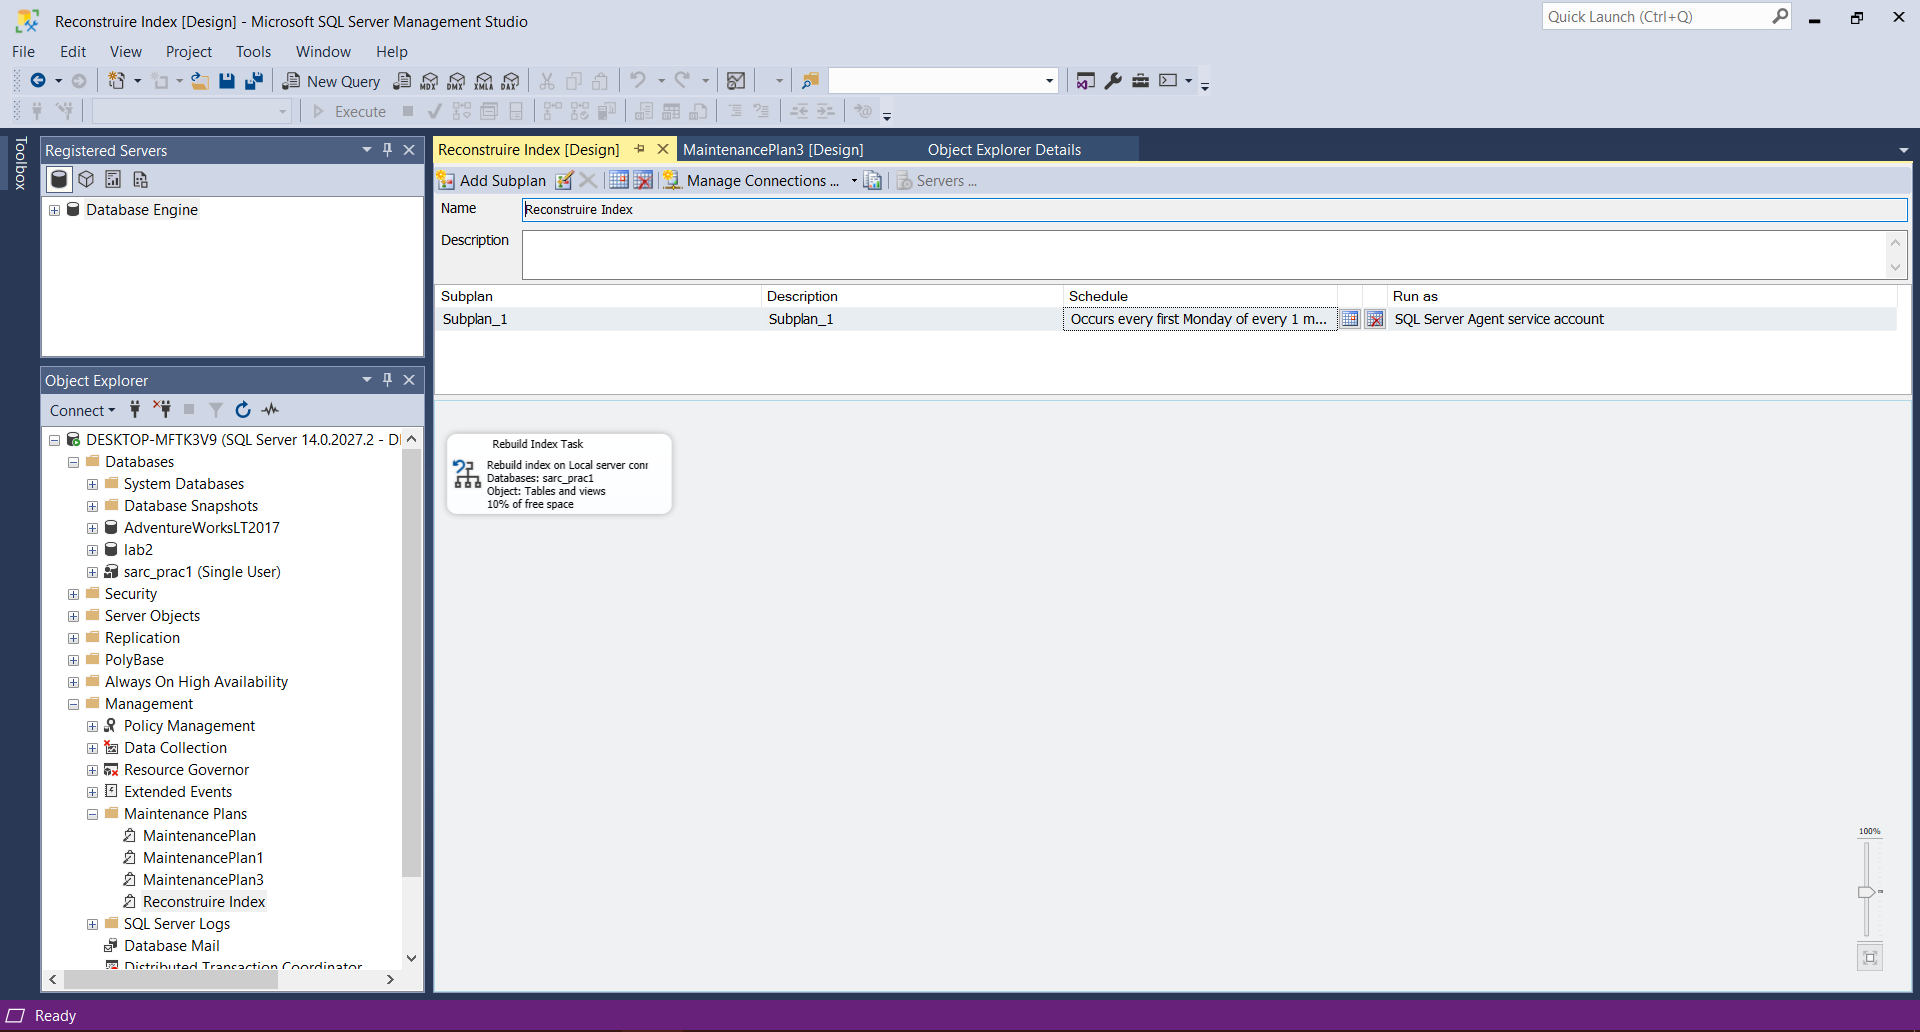 Reconstruire Index [Design] - Microsoft SQL Server Management Studio
Quick Launch (Ctrl+Q)
File Edit View Project Tools Window Help
New Query MDX DMX XMLA DAX
Execute
Toolbox
Registered Servers
Database Engine
Object Explorer
Connect
DESKTOP-MFTK3V9 (SQL Server 14.0.2027.2 - DI
Databases
System Databases
Database Snapshots
AdventureWorksLT2017
lab2
sarc_prac1 (Single User)
Security
Server Objects
Replication
PolyBase
Always On High Availability
Management
Policy Management
Data Collection
Resource Governor
Extended Events
Maintenance Plans
MaintenancePlan
MaintenancePlan1
MaintenancePlan3
Reconstruire Index
SQL Server Logs
Database Mail
Distributed Transaction Coordinator
Reconstruire Index [Design] MaintenancePlan3 [Design] Object Explorer Details
Add Subplan Manage Connections ... Servers ...
Name Reconstruire Index
Description
Subplan Description Schedule Run as
Subplan_1 Subplan_1 Occurs every first Monday of every 1 m... SQL Server Agent service account
Rebuild Index Task
Rebuild index on Local server conn
Databases: sarc_prac1
Object: Tables and views
10% of free space
100%
Ready